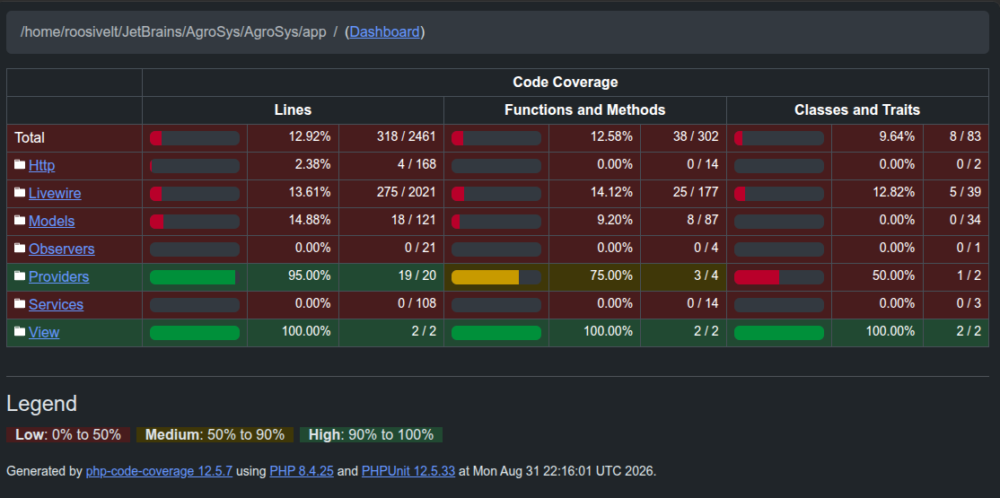 /home/roosivelt/JetBrains/AgroSys/AgroSys/app / (Dashboard)
Code Coverage
Lines Functions and Methods Classes and Traits
Total 12.92% 318 / 2461 12.58% 38 / 302 9.64% 8 / 83
Http 2.38% 4 / 168 0.00% 0 / 14 0.00% 0 / 2
Livewire 13.61% 275 / 2021 14.12% 25 / 177 12.82% 5 / 39
Models 14.88% 18 / 121 9.20% 8 / 87 0.00% 0 / 34
Observers 0.00% 0 / 21 0.00% 0 / 4 0.00% 0 / 1
Providers 95.00% 19 / 20 75.00% 3 / 4 50.00% 1 / 2
Services 0.00% 0 / 108 0.00% 0 / 14 0.00% 0 / 3
View 100.00% 2 / 2 100.00% 2 / 2 100.00% 2 / 2
Legend
Low: 0% to 50% Medium: 50% to 90% High: 90% to 100%
Generated by php-code-coverage 12.5.7 using PHP 8.4.25 and PHPUnit 12.5.33 at Mon Aug 31 22:16:01 UTC 2026.